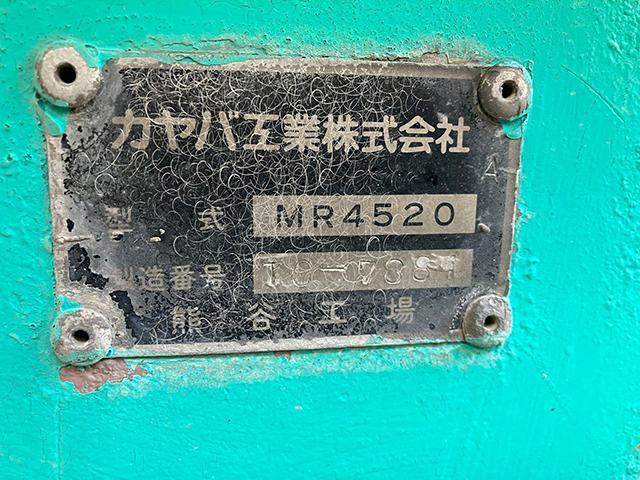 カヤバ工業株式会社
型式 MR4520
製造番号
熊谷工場